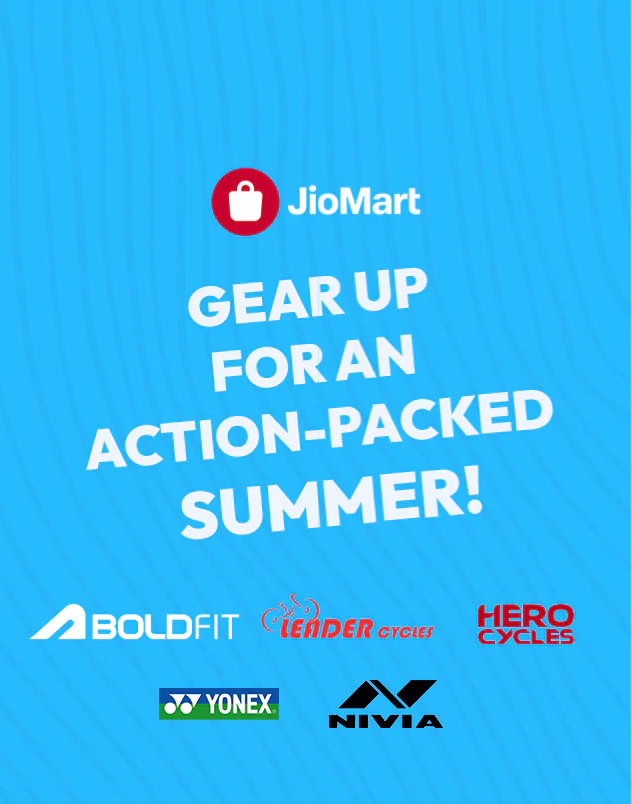 JioMart
GEAR UP
FOR AN
ACTION-PACKED
SUMMER!
BOLDFIT
LEADER CYCLES
HERO
CYCLES
YONEX
NIVIA